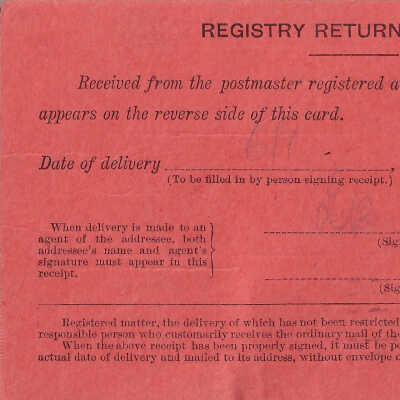 REGISTRY RETURN
Received from the postmaster registered a
appears on the reverse side of this card.
Date of delivery 6/1 ,
(To be filled in by person signing receipt.)
When delivery is made to an
agent of the addressee, both
addressee's name and agent's
signature must appear in this
receipt.
(Sig
(Sig
Registered matter, the delivery of which has not been restricted
responsible person who customarily receives the ordinary mail of the
When the above receipt has been properly signed, it must be po
actual date of delivery and mailed to its address, without envelope o